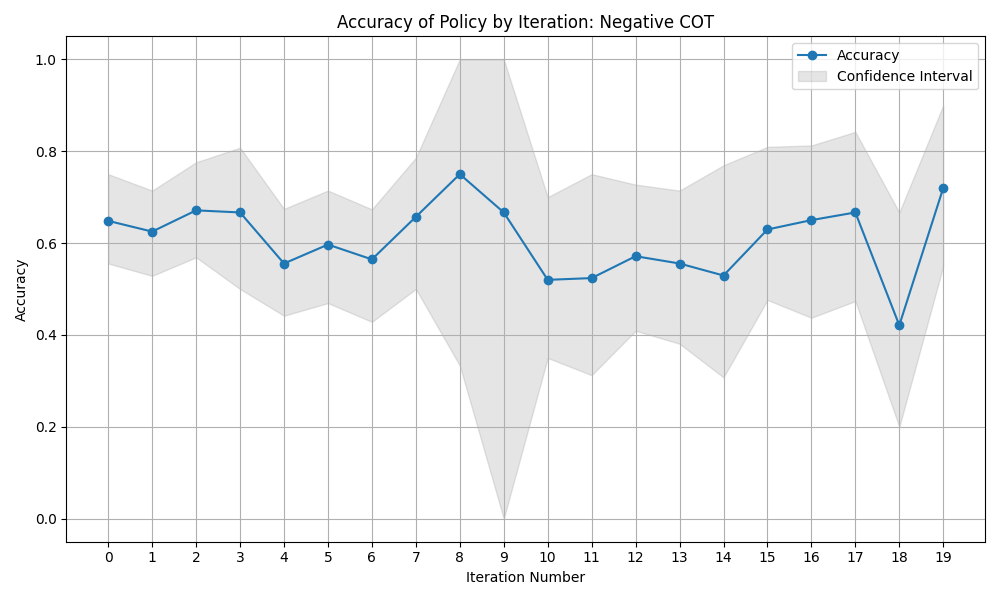 Accuracy of Policy by Iteration: Negative COT
Accuracy
Confidence Interval
1.0
0.8
0.6
0.4
0.2
0.0
Accuracy
0 1 2 3 4 5 6 7 8 9 10 11 12 13 14 15 16 17 18 19
Iteration Number